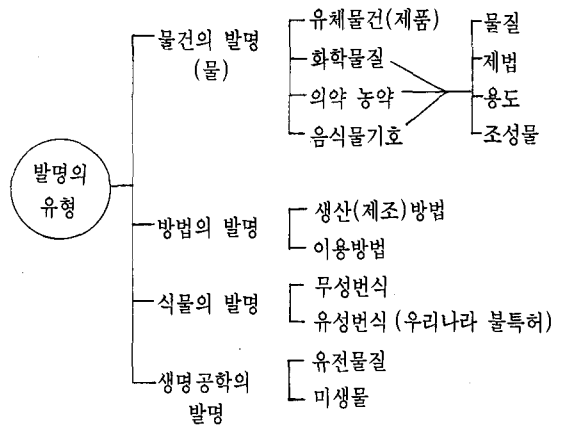 발명의
유형
물건의 발명
(물)
유체물건(제품)
화학물질
의약 농약
음식물기호
물질
제법
용도
조성물
방법의 발명
생산(제조)방법
이용방법
식물의 발명
무성번식
유성번식 (우리나라 불특허)
생명공학의
발명
유전물질
미생물